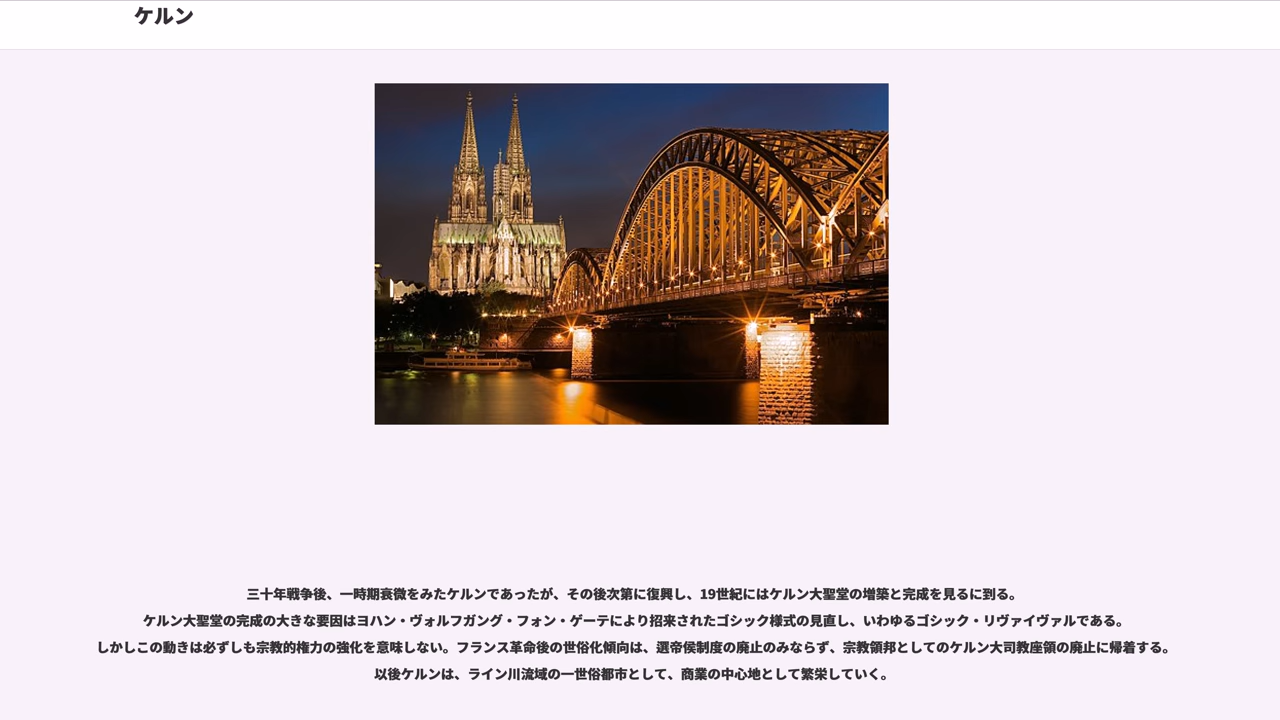 ケルン
三十年戦争後、一時期衰微をみたケルンであったが、その後次第に復興し、19世紀にはケルン大聖堂の増築と完成を見るに到る。
ケルン大聖堂の完成の大きな要因はヨハン・ヴォルフガング・フォン・ゲーテにより招来されたゴシック様式の見直し、いわゆるゴシック・リヴァイヴァルである。
しかしこの動きは必ずしも宗教的権力の強化を意味しない。フランス革命後の世俗化傾向は、選帝侯制度の廃止のみならず、宗教領邦としてのケルン大司教座領の廃止に帰着する。
以後ケルンは、ライン川流域の一世俗都市として、商業の中心地として繁栄していく。